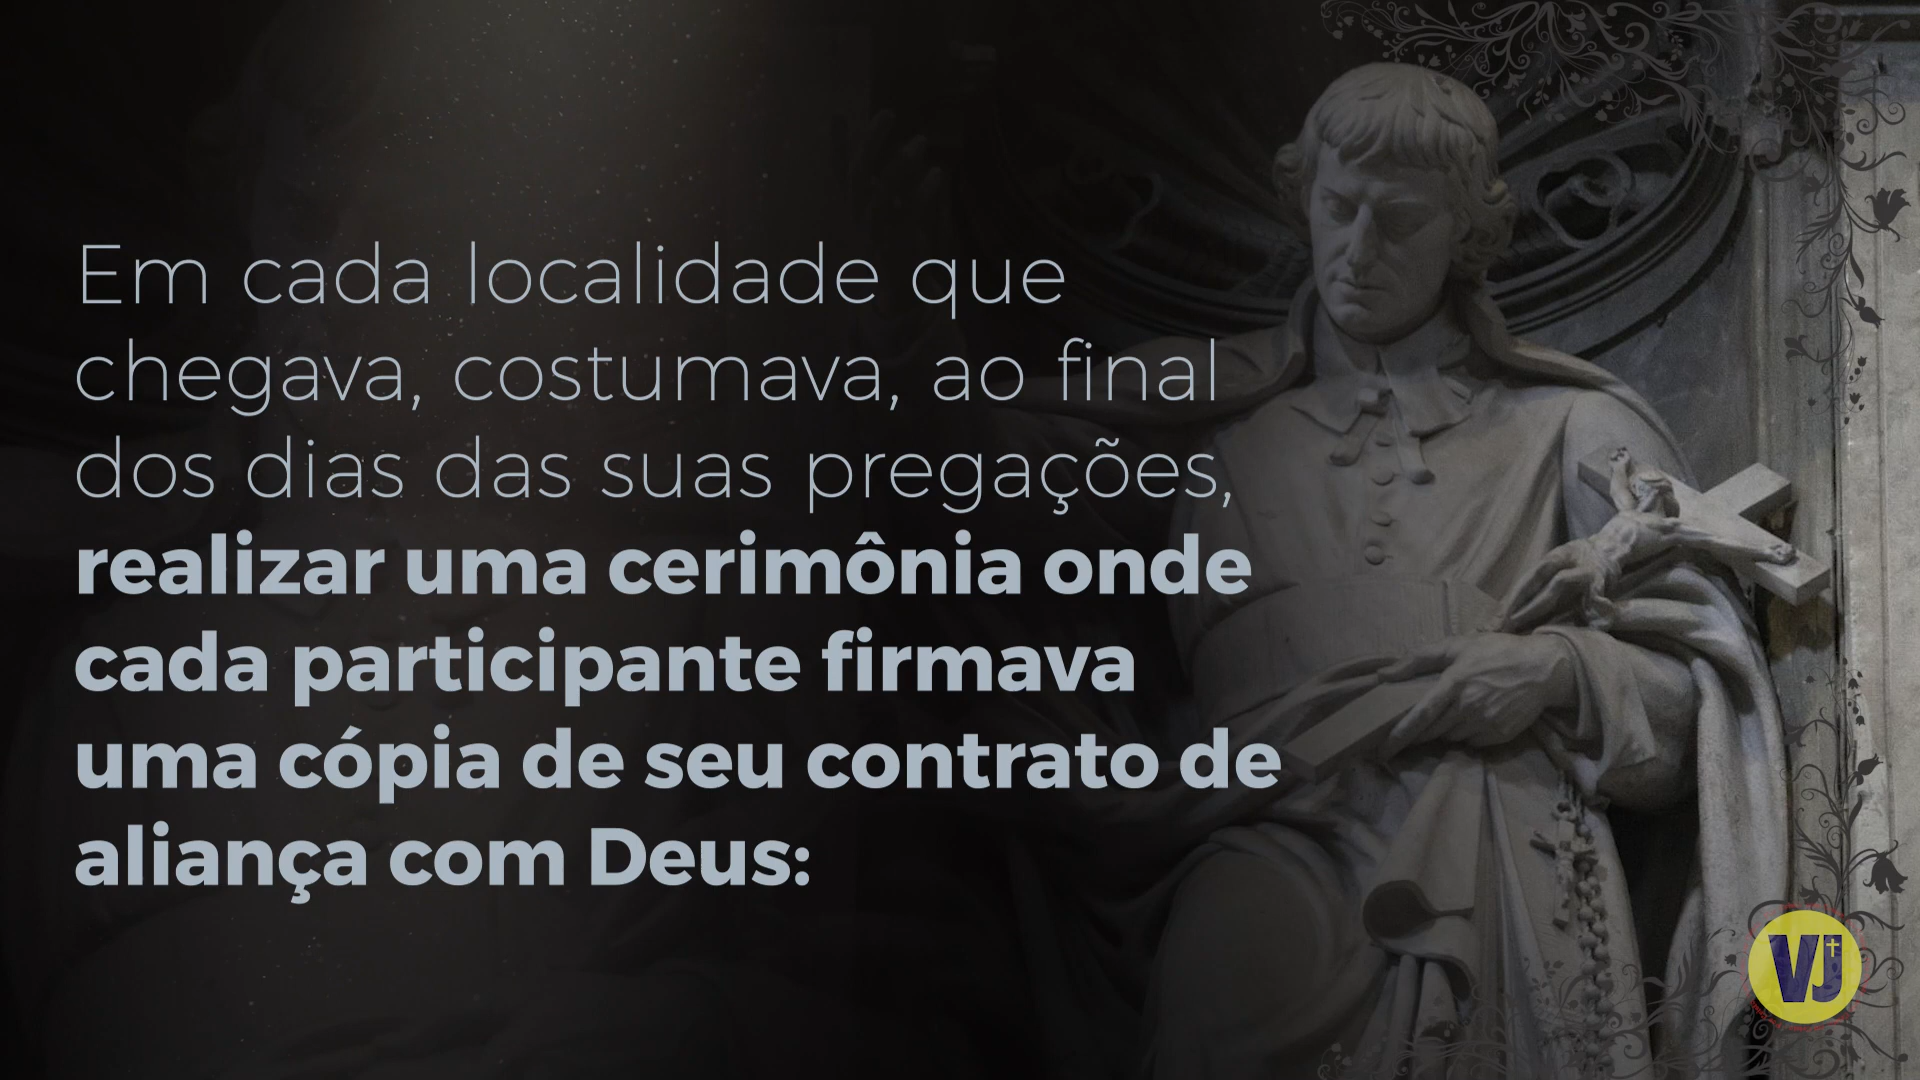 Em cada localidade que
chegava, costumava, ao final
dos dias das suas pregações,
realizar uma cerimônia onde
cada participante firmava
uma cópia de seu contrato de
aliança com Deus:
VJ